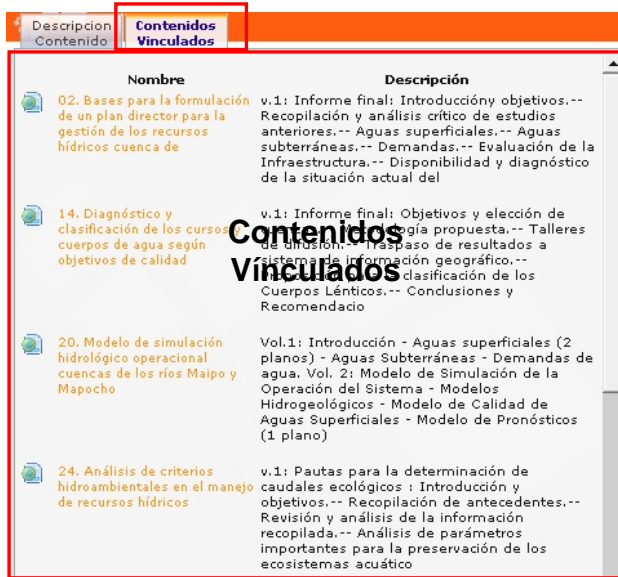 Descripcion
Contenido
Contenidos
Vinculados
Nombre
Descripción
02. Bases para la formulación
de un plan director para la
gestión de los recursos
hídricos cuenca de
v.1: Informe final: Introduccióny objetivos.--
Recopilación y análisis crítico de estudios
anteriores.-- Aguas superficiales.-- Aguas
subterráneas.-- Demandas.-- Evaluación de la
Infraestructura.-- Disponibilidad y diagnóstico
de la situación actual del
14. Diagnóstico y
clasificación de los cursos y
cuerpos de agua según
objetivos de calidad
v.1: Informe final: Objetivos y elección de
propuesta.-- Talleres
de difusión.-- Traspaso de resultados a
sistema de información geográfico.--
clasificación de los
Cuerpos Lénticos.-- Conclusiones y
Recomendacio
Contenidos
Vinculados
20. Modelo de simulación
hidrológico operacional
cuencas de los ríos Maipo y
Mapocho
Vol.1: Introducción - Aguas superficiales (2
planos) - Aguas Subterráneas - Demandas de
agua. Vol. 2: Modelo de Simulación de la
Operación del Sistema - Modelos
Hidrogeológicos - Modelo de Calidad de
Aguas Superficiales - Modelo de Pronósticos
(1 plano)
24. Análisis de criterios
hidroambientales en el manejo
de recursos hídricos
v.1: Pautas para la determinación de
caudales ecológicos : Introducción y
objetivos.-- Recopilación de antecedentes.--
Revisión y análisis de la información
recopilada.-- Análisis de parámetros
importantes para la preservación de los
ecosistemas acuático